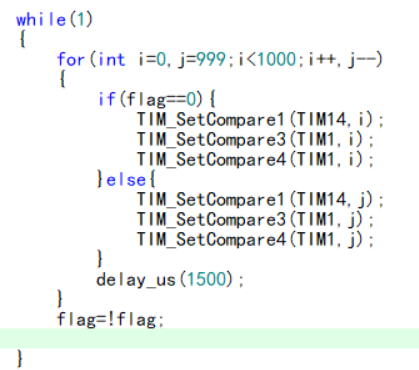 while(1)
{
for(int i=0, j=999;i<1000;i++, j--)
{
if(flag==0){
TIM_SetCompare1(TIM14, i);
TIM_SetCompare3(TIM1, i);
TIM_SetCompare4(TIM1, i);
}else{
TIM_SetCompare1(TIM14, j);
TIM_SetCompare3(TIM1, j);
TIM_SetCompare4(TIM1, j);
}
delay_us(1500);
}
flag=!flag;
}